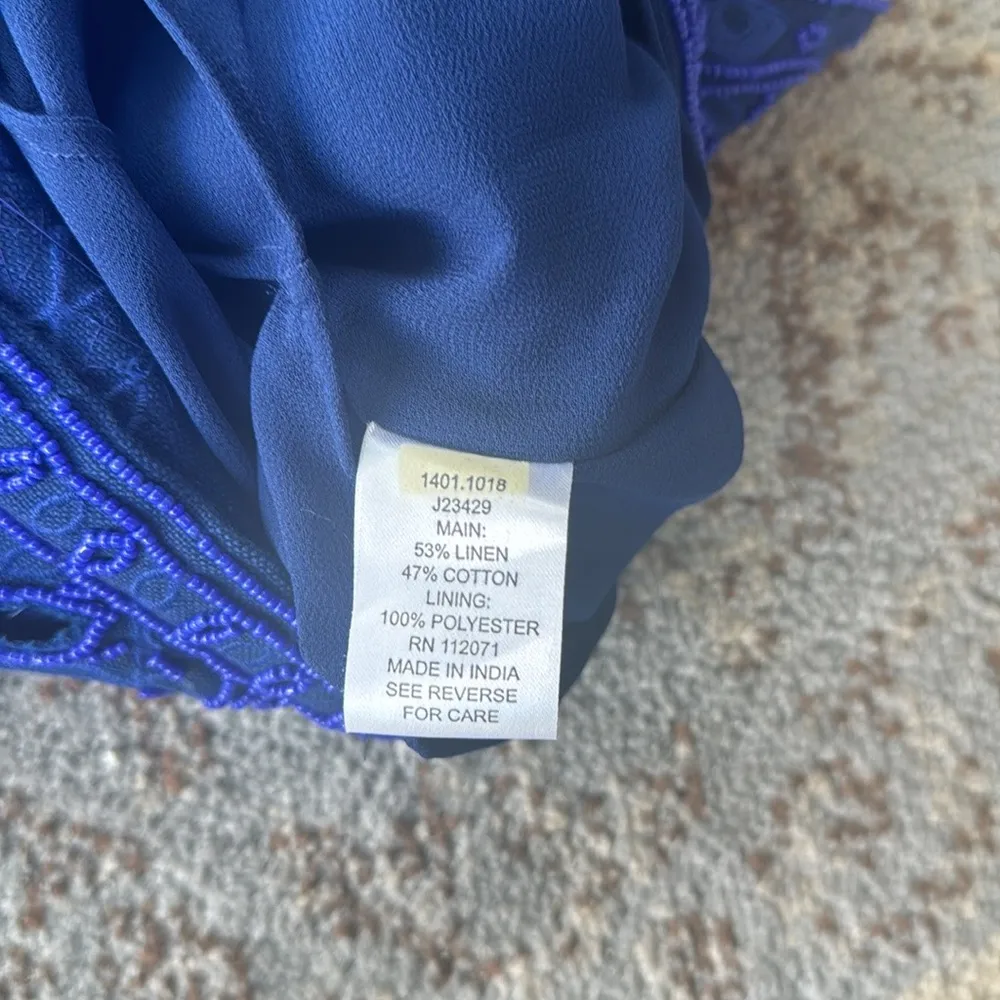 1401.1018
J23429
MAIN:
53% LINEN
47% COTTON
LINING:
100% POLYESTER
RN 112071
MADE IN INDIA
SEE REVERSE
FOR CARE